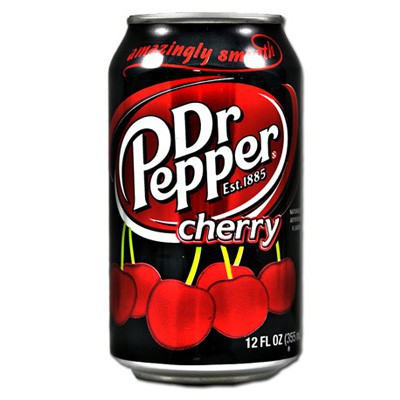 amazingly smooth
Dr
Pepper
Est. 1885
cherry
12 FL OZ (355